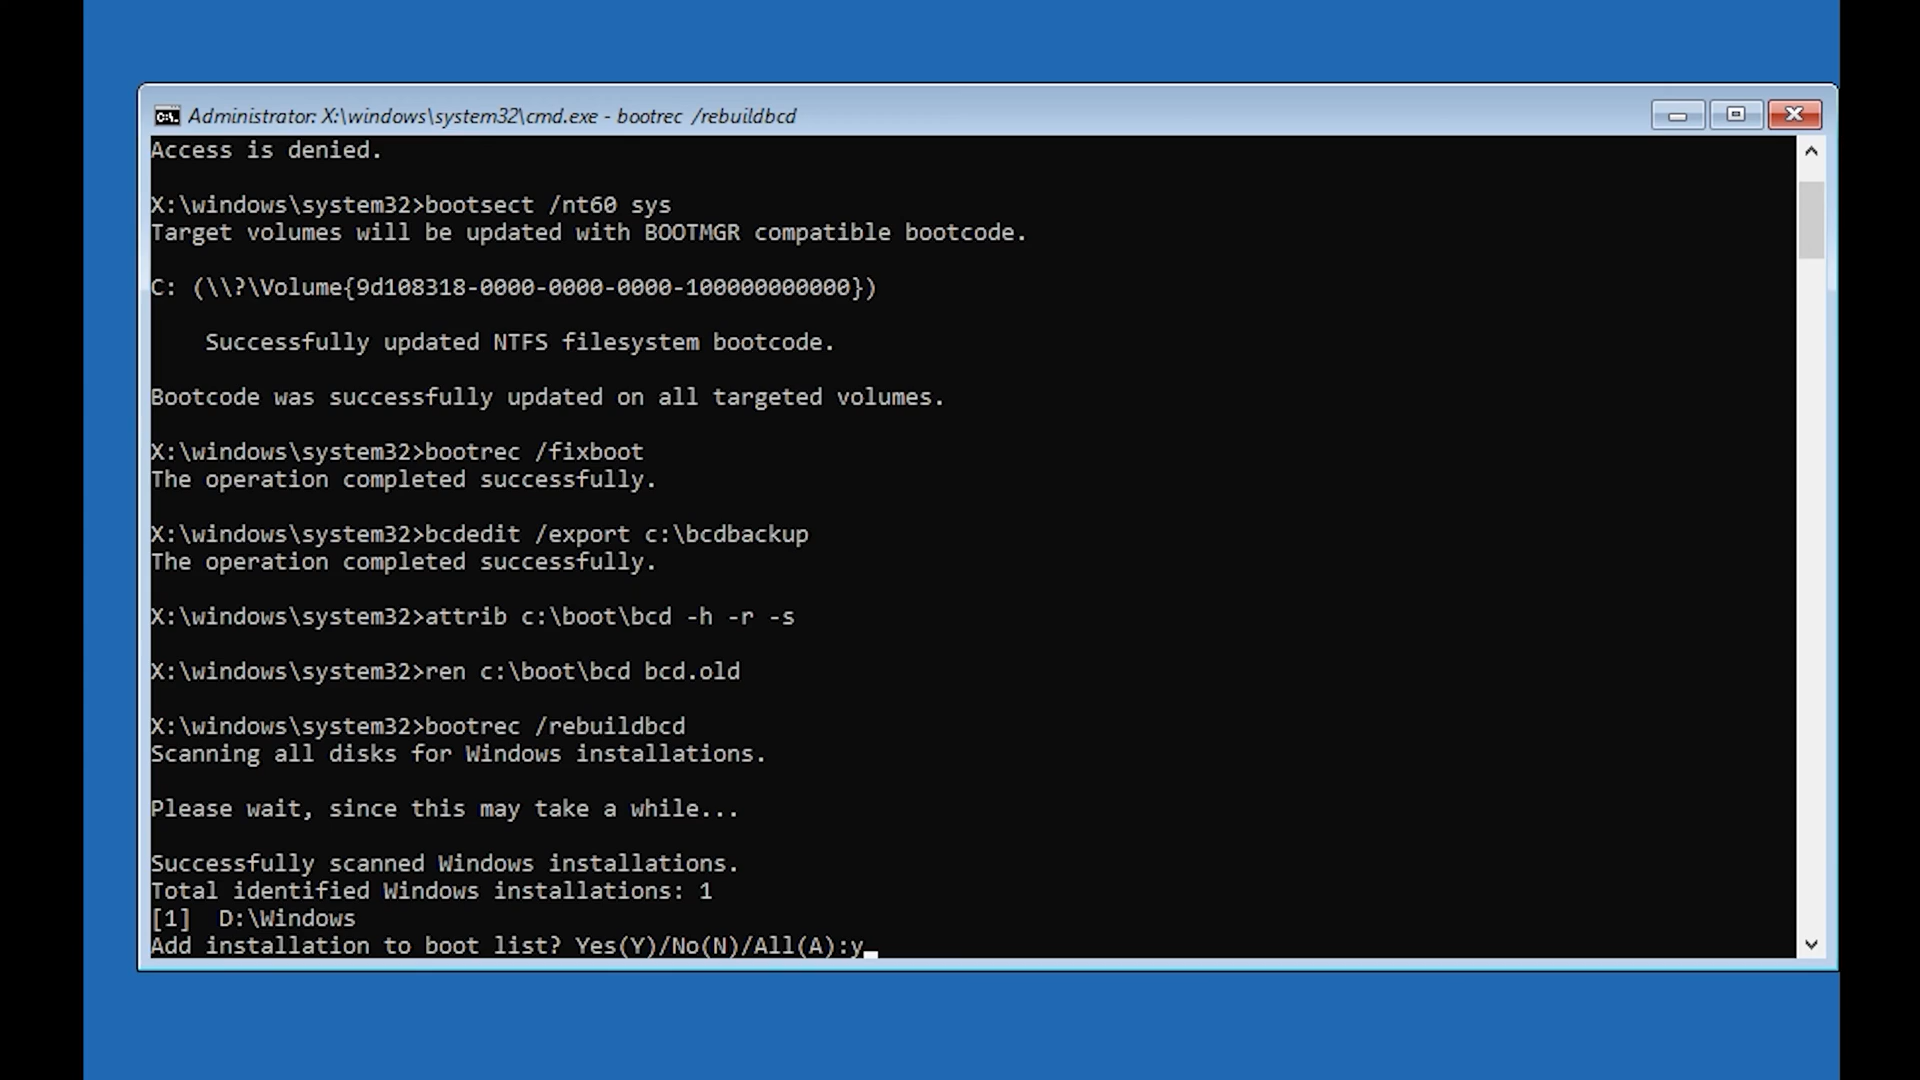 Administrator: X:\windows\system32\cmd.exe - bootrec /rebuildbcd
Access is denied.
X:\windows\system32>bootsect /nt60 sys
Target volumes will be updated with BOOTMGR compatible bootcode.
C: (\\?\Volume{9d108318-0000-0000-0000-100000000000})
Successfully updated NTFS filesystem bootcode.
Bootcode was successfully updated on all targeted volumes.
X:\windows\system32>bootrec /fixboot
The operation completed successfully.
X:\windows\system32>bcdedit /export c:\bcdbackup
The operation completed successfully.
X:\windows\system32>attrib c:\boot\bcd -h -r -s
X:\windows\system32>ren c:\boot\bcd bcd.old
X:\windows\system32>bootrec /rebuildbcd
Scanning all disks for Windows installations.
Please wait, since this may take a while...
Successfully scanned Windows installations.
Total identified Windows installations: 1
[1]  D:\Windows
Add installation to boot list? Yes(Y)/No(N)/All(A):y